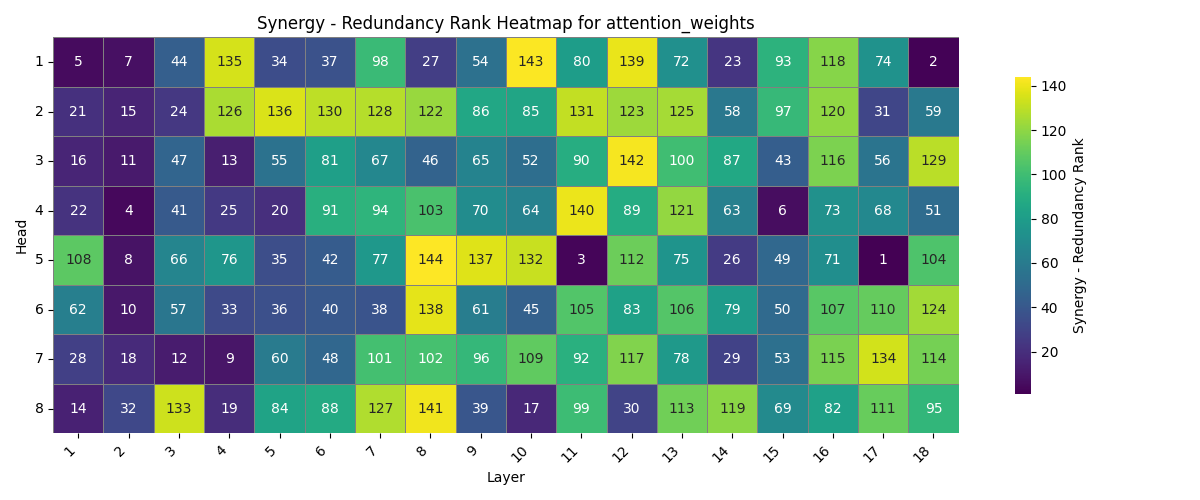 Synergy - Redundancy Rank Heatmap for attention_weights
1 5 7 44 135 34 37 98 27 54 143 80 139 72 23 93 118 74 2
2 21 15 24 126 136 130 128 122 86 85 131 123 125 58 97 120 31 59
3 16 11 47 13 55 81 67 46 65 52 90 142 100 87 43 116 56 129
4 22 4 41 25 20 91 94 103 70 64 140 89 121 63 6 73 68 51
5 108 8 66 76 35 42 77 144 137 132 3 112 75 26 49 71 1 104
6 62 10 57 33 36 40 38 138 61 45 105 83 106 79 50 107 110 124
7 28 18 12 9 60 48 101 102 96 109 92 117 78 29 53 115 134 114
8 14 32 133 19 84 88 127 141 39 17 99 30 113 119 69 82 111 95
1 2 3 4 5 6 7 8 9 10 11 12 13 14 15 16 17 18
Layer
Head
140
120
100
80
60
40
20
Synergy - Redundancy Rank